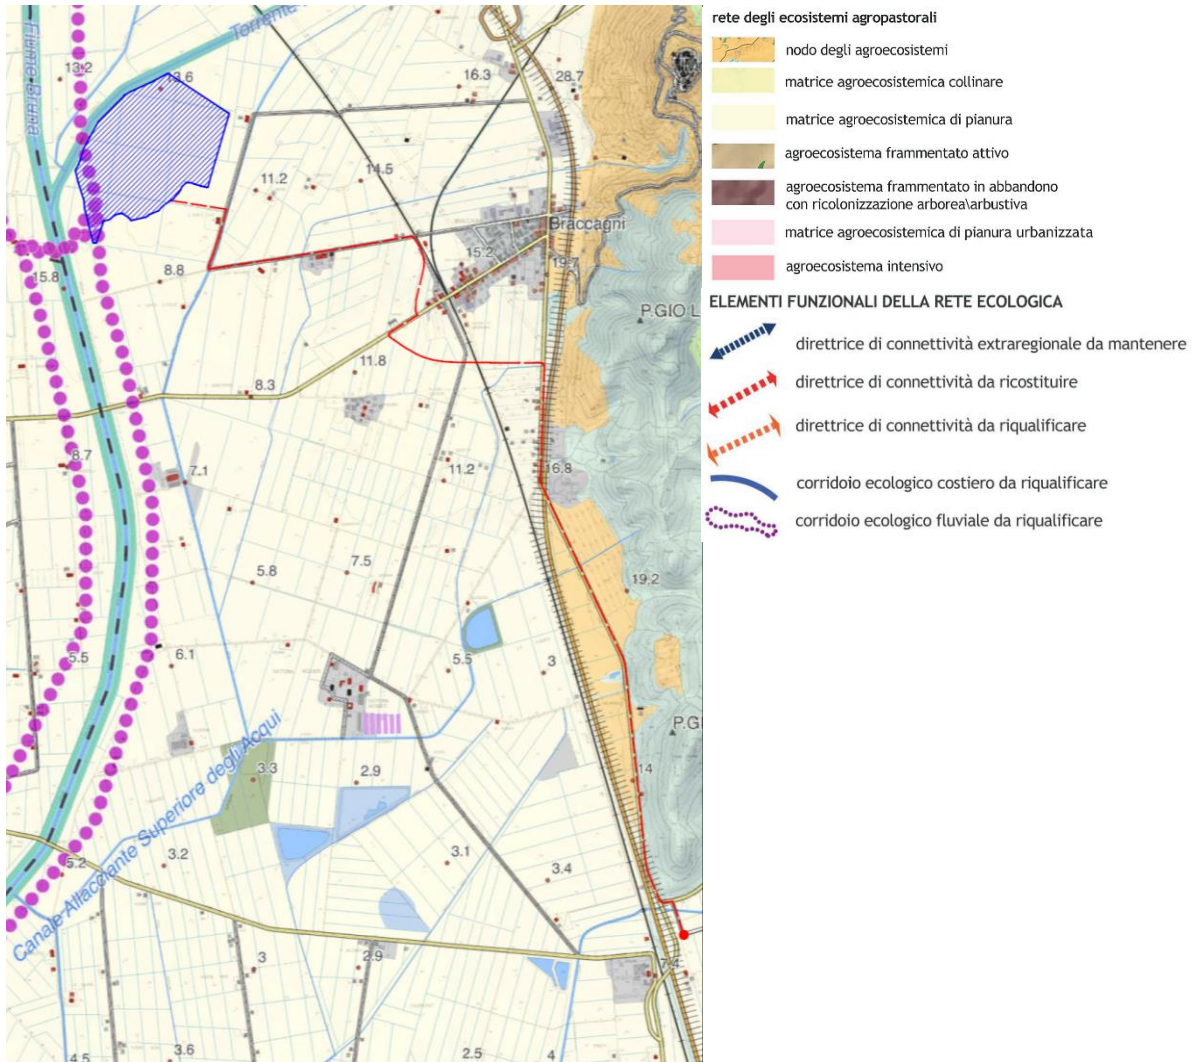 Fiume Bruna
Torrente
13.2
13.6
16.3
28.7
11.2
14.5
Braccagni
15.2
19.7
8.8
15.8
P.GIO L
11.8
8.3
8.7
7.1
11.2
16.8
5.8
7.5
19.2
5.5
6.1
5.5
3
P.GI
Canale Allacciante Superiore degli Acqui
3.3
2.9
14
5.2
3.2
3.1
3.4
3
2.9
7.4
4.5
3.6
2.5
4
rete degli ecosistemi agropastorali
nodo degli agroecosistemi
matrice agroecosistemica collinare
matrice agroecosistemica di pianura
agroecosistema frammentato attivo
agroecosistema frammentato in abbandono
con ricolonizzazione arborea\arbustiva
matrice agroecosistemica di pianura urbanizzata
agroecosistema intensivo
ELEMENTI FUNZIONALI DELLA RETE ECOLOGICA
direttrice di connettività extraregionale da mantenere
direttrice di connettività da ricostituire
direttrice di connettività da riqualificare
corridoio ecologico costiero da riqualificare
corridoio ecologico fluviale da riqualificare